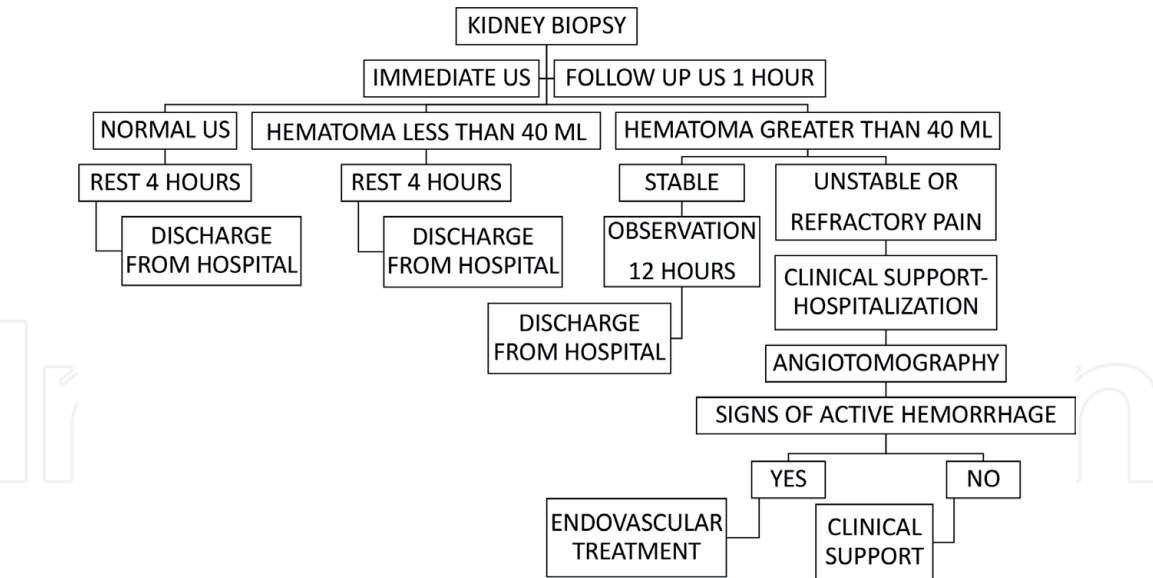 KIDNEY BIOPSY
IMMEDIATE US
FOLLOW UP US 1 HOUR
NORMAL US
HEMATOMA LESS THAN 40 ML
HEMATOMA GREATER THAN 40 ML
REST 4 HOURS
REST 4 HOURS
STABLE
UNSTABLE OR
REFRACTORY PAIN
DISCHARGE
FROM HOSPITAL
DISCHARGE
FROM HOSPITAL
OBSERVATION
12 HOURS
CLINICAL SUPPORT-
HOSPITALIZATION
DISCHARGE
FROM HOSPITAL
ANGIOTOMOGRAPHY
SIGNS OF ACTIVE HEMORRHAGE
YES
NO
ENDOVASCULAR
TREATMENT
CLINICAL
SUPPORT